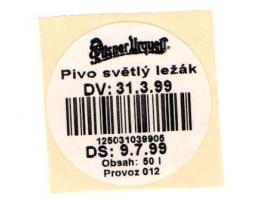 Pilsner Urquell
Pivo světlý ležák
DV: 31.3.99
125031039905
DS: 9.7.99
Obsah: 50 l
Provoz 012